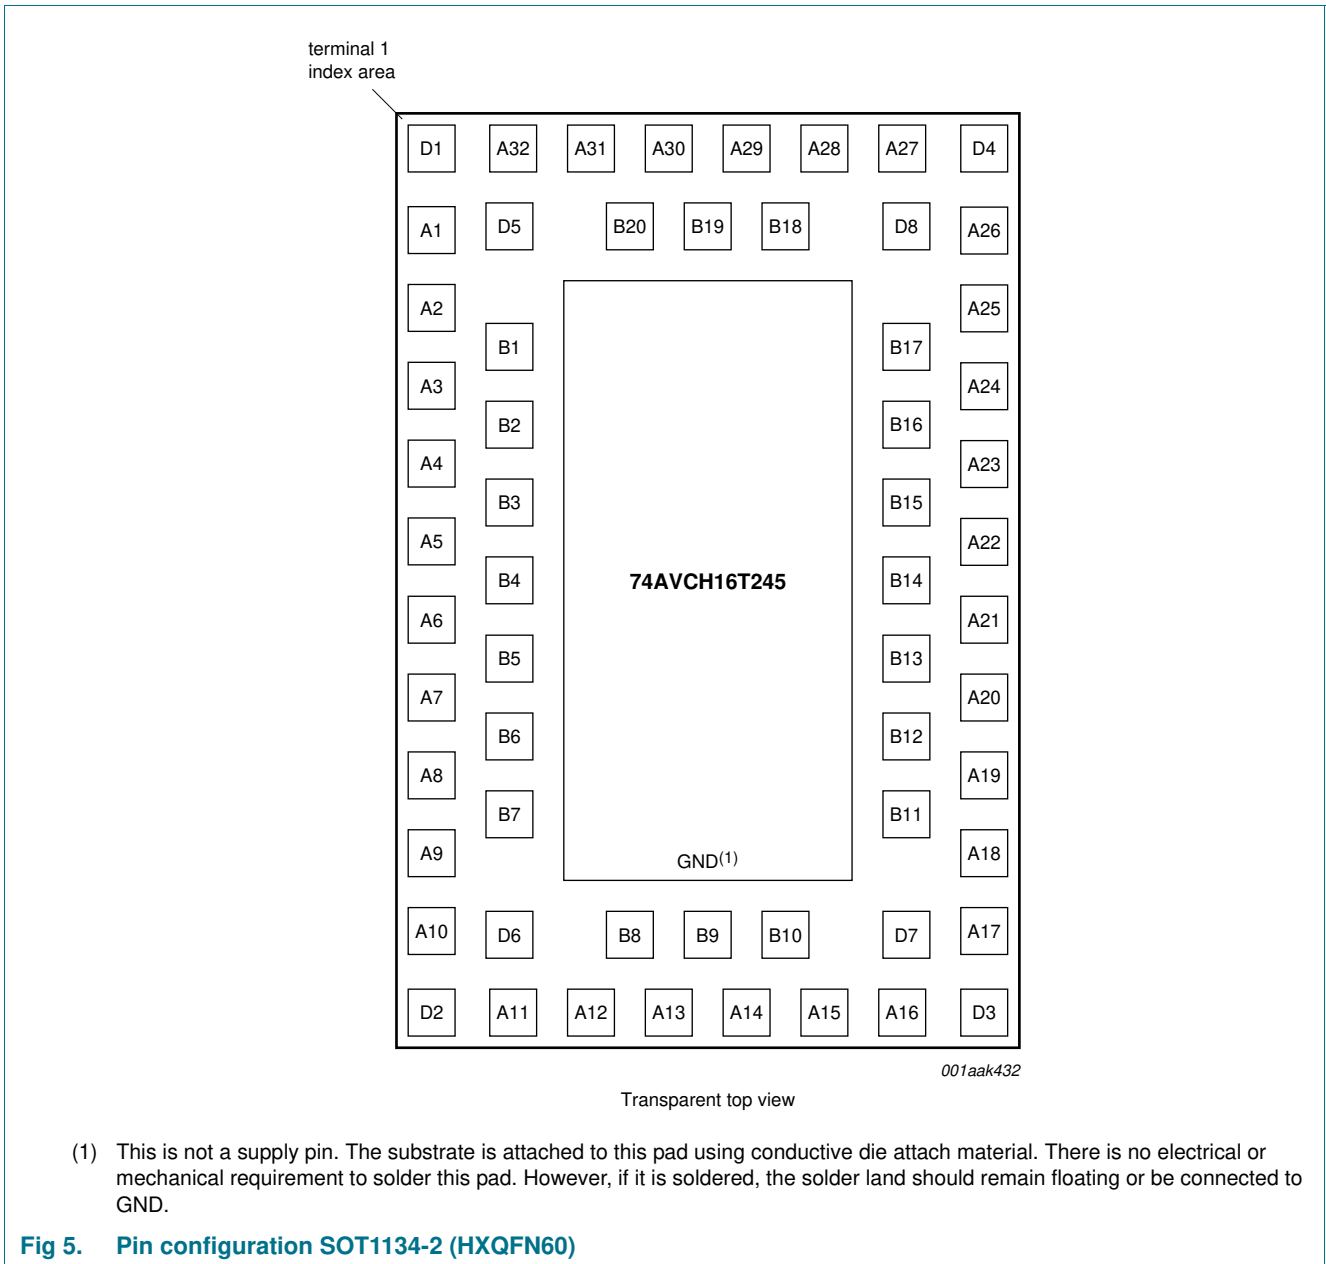 terminal 1
index area
D1 A32 A31 A30 A29 A28 A27 D4
A1 D5 B20 B19 B18 D8 A26
A2 A25
B1 B17
A3 A24
B2 B16
A4 A23
B3 B15
A5 A22
B4 74AVCH16T245 B14
A6 A21
B5 B13
A7 A20
B6 B12
A8 A19
B7 B11
A9 A18
GND(1)
A10 D6 B8 B9 B10 D7 A17
D2 A11 A12 A13 A14 A15 A16 D3
001aak432
Transparent top view
(1) This is not a supply pin. The substrate is attached to this pad using conductive die attach material. There is no electrical or
mechanical requirement to solder this pad. However, if it is soldered, the solder land should remain floating or be connected to
GND.
Fig 5. Pin configuration SOT1134-2 (HXQFN60)